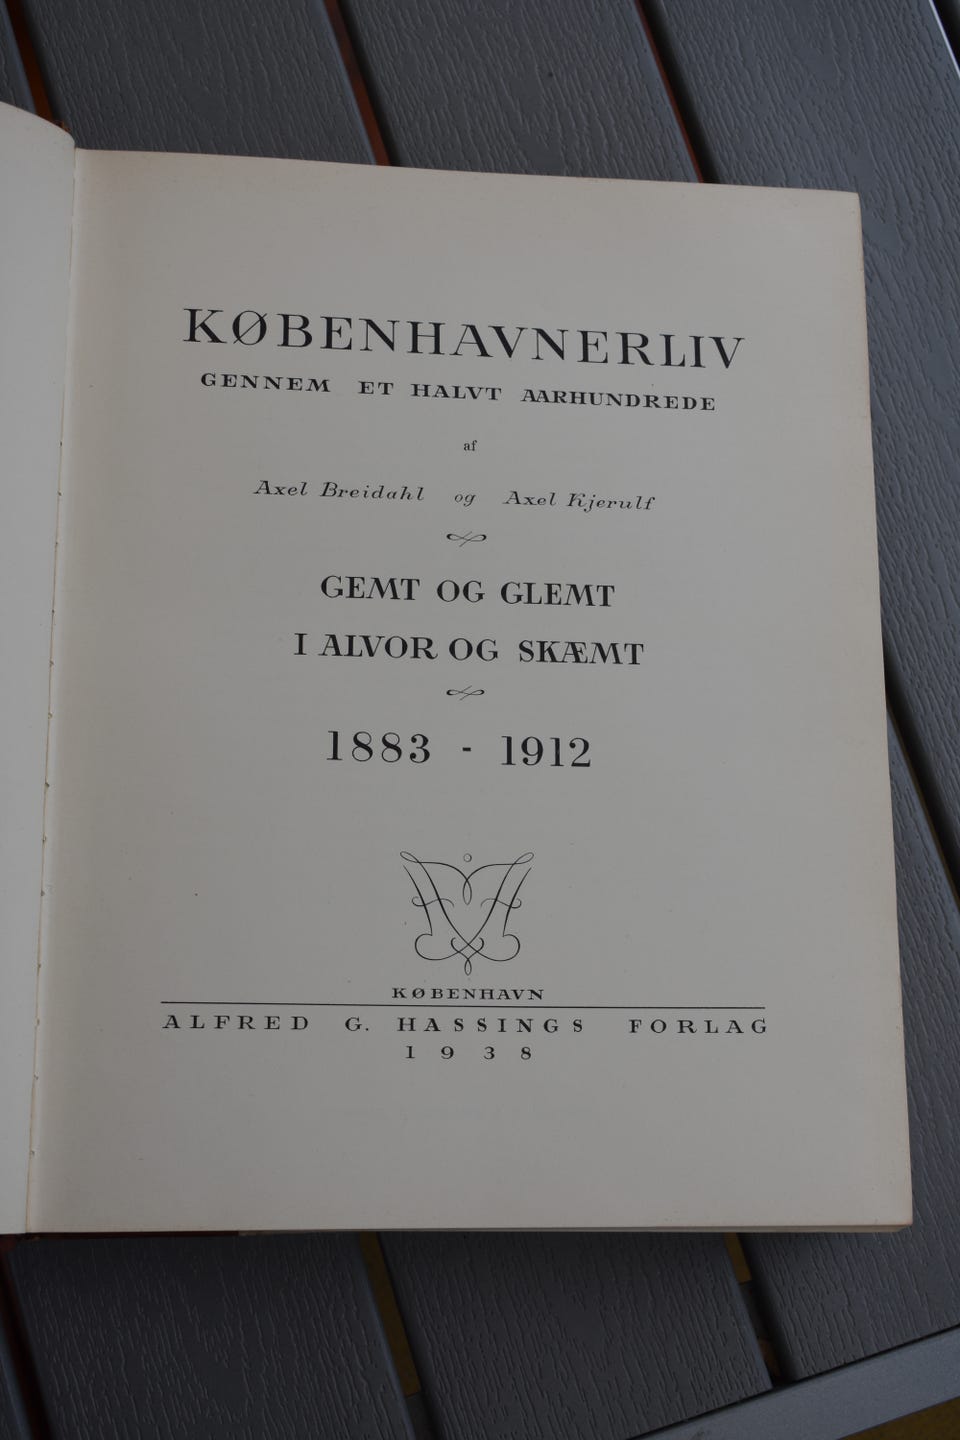 KØBENHAVNERLIV
GENNEM ET HALVT AARHUNDREDE
af
Axel Breidahl og Axel Kjerulf
GEMT OG GLEMT
I ALVOR OG SKÆMT
1883 - 1912
KØBENHAVN
ALFRED G. HASSINGS FORLAG
1938